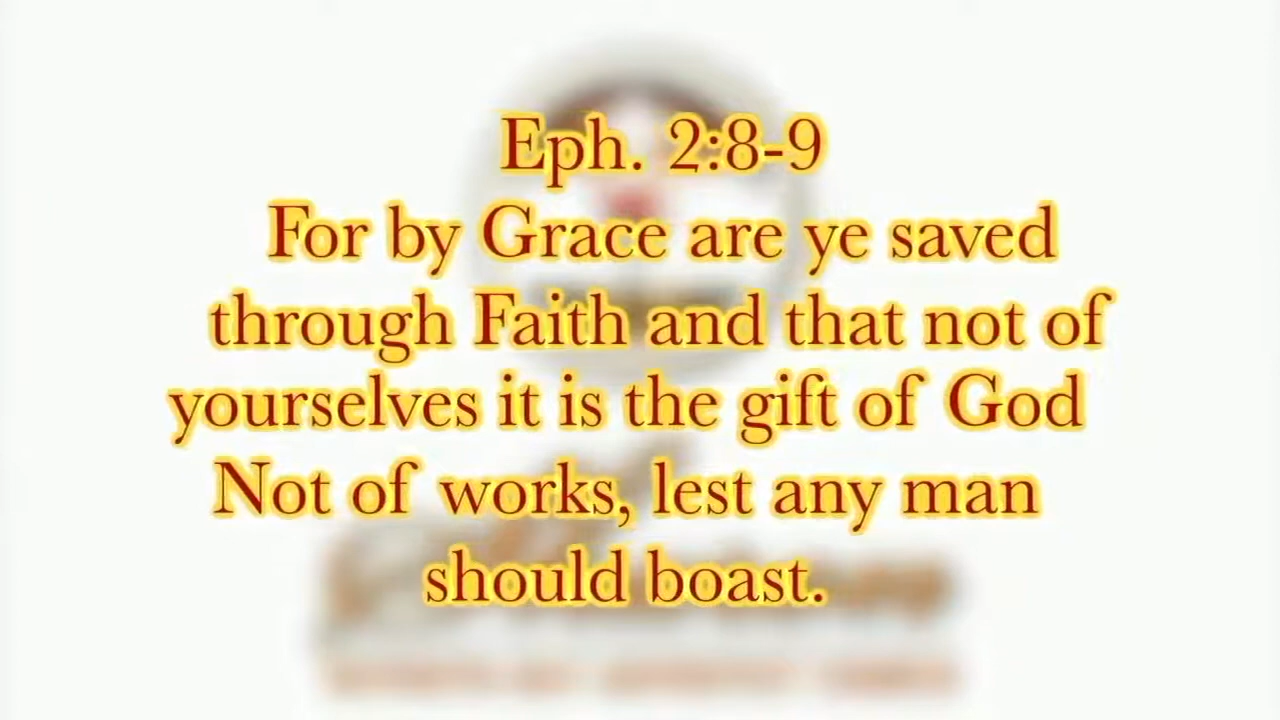 Eph. 2:8-9
For by Grace are ye saved
through Faith and that not of
yourselves it is the gift of God
Not of works, lest any man
should boast.